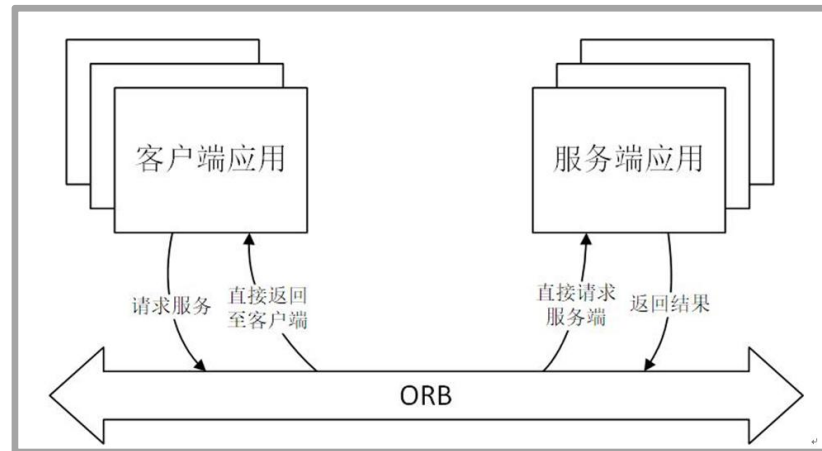 客户端应用
服务端应用
请求服务
直接返回
至客户端
直接请求
服务端
返回结果
ORB